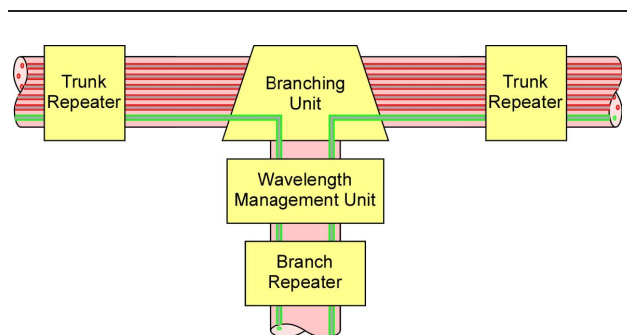 Trunk
Repeater
Branching
Unit
Trunk
Repeater
Wavelength
Management Unit
Branch
Repeater